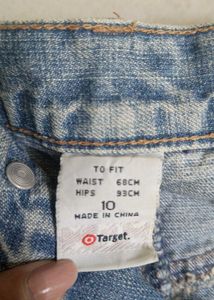 TO FIT
WAIST 68CM
HIPS 93CM
10
MADE IN CHINA
Target.